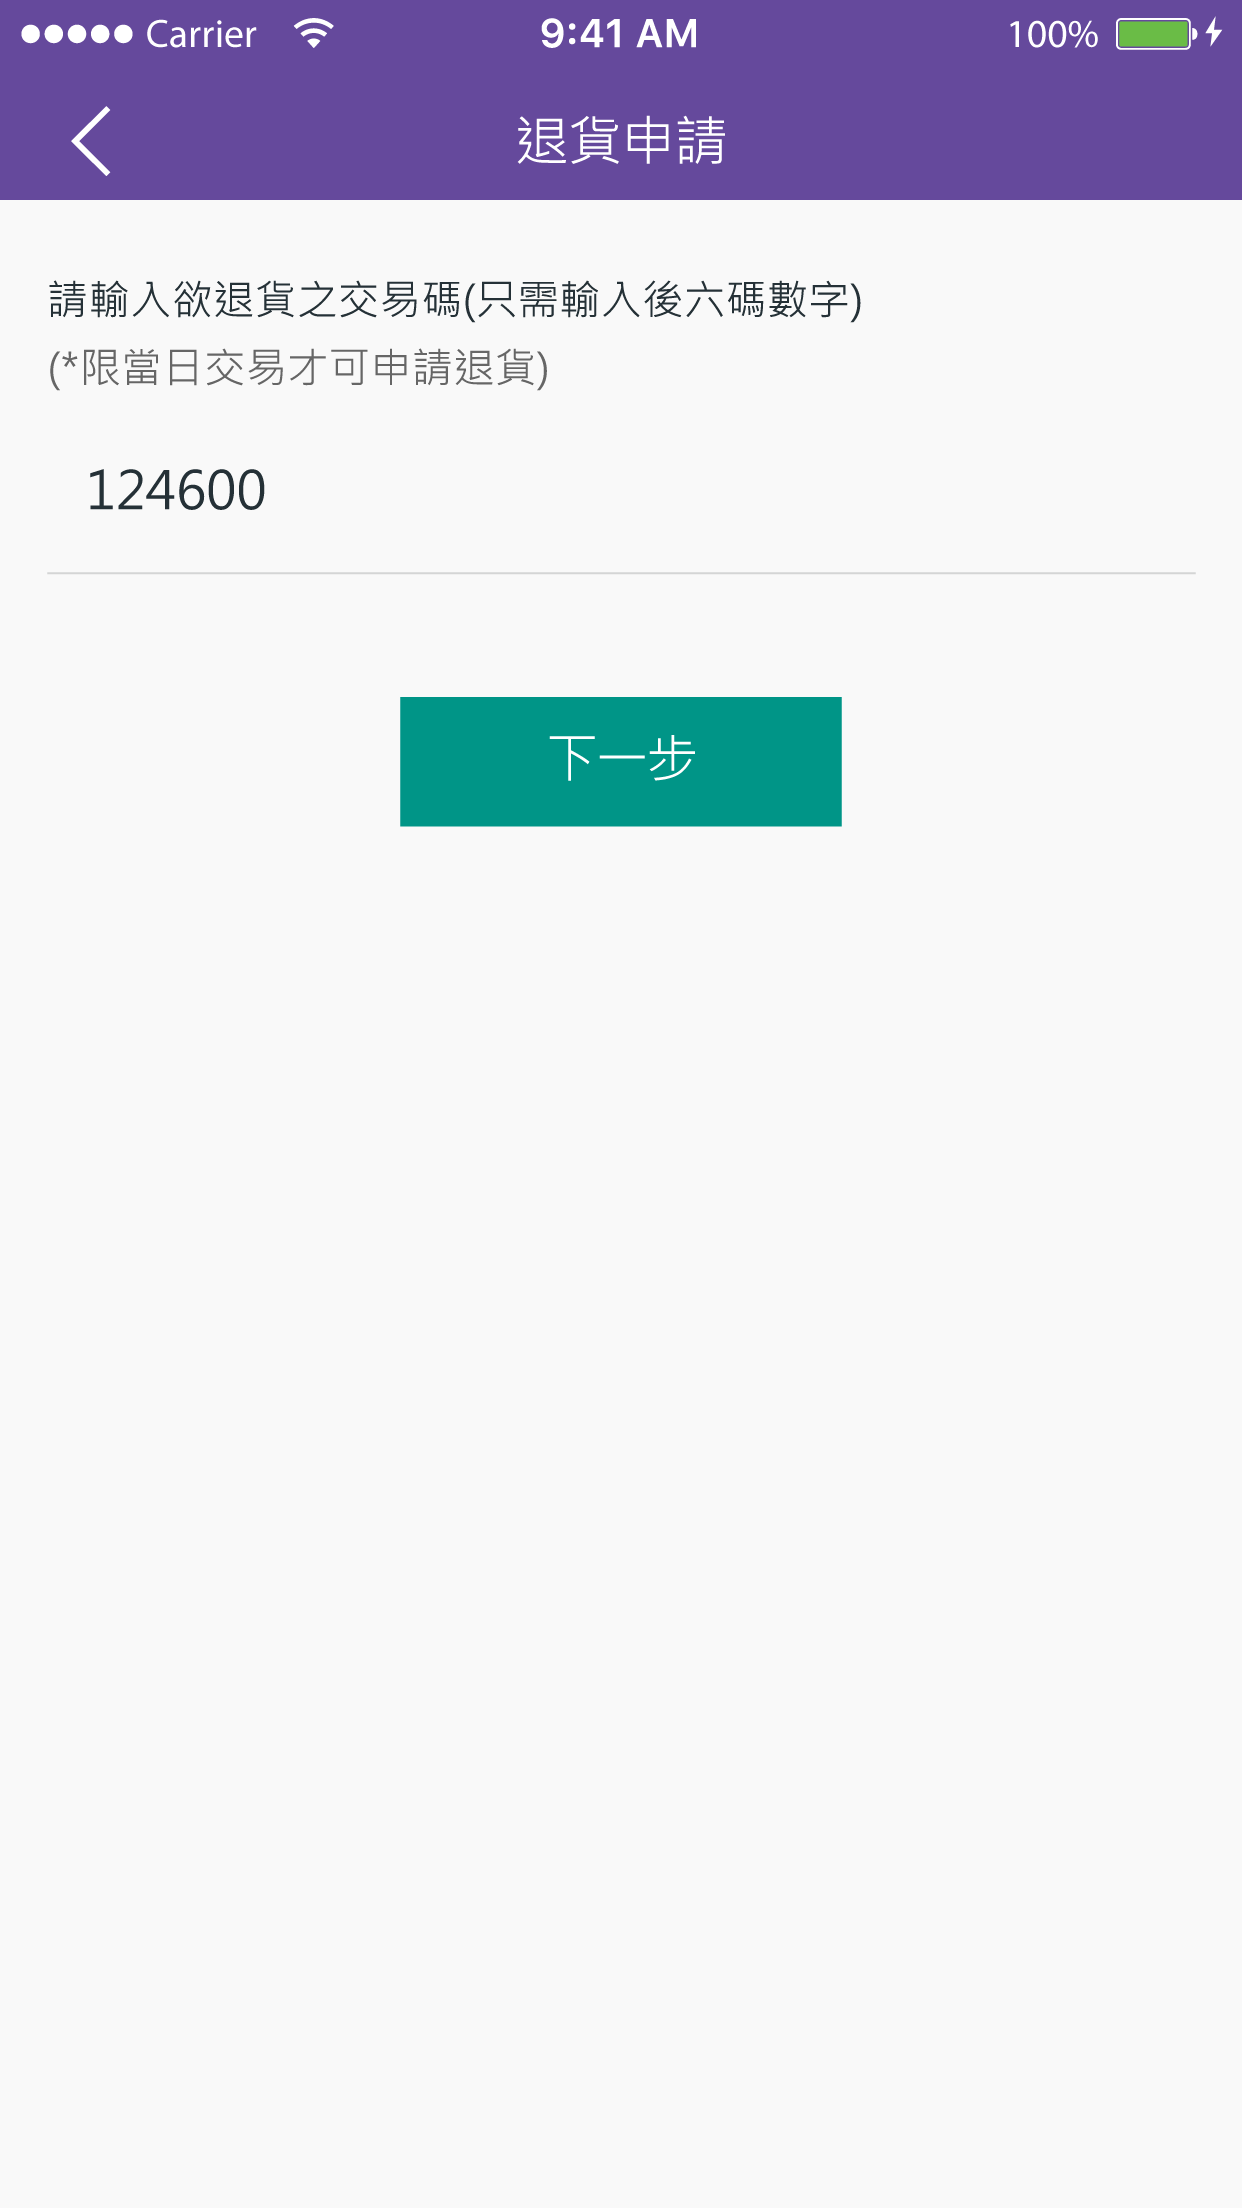 Carrier 9:41 AM 100%
退貨申請
請輸入欲退貨之交易碼(只需輸入後六碼數字)
(*限當日交易才可申請退貨)
124600
下一步